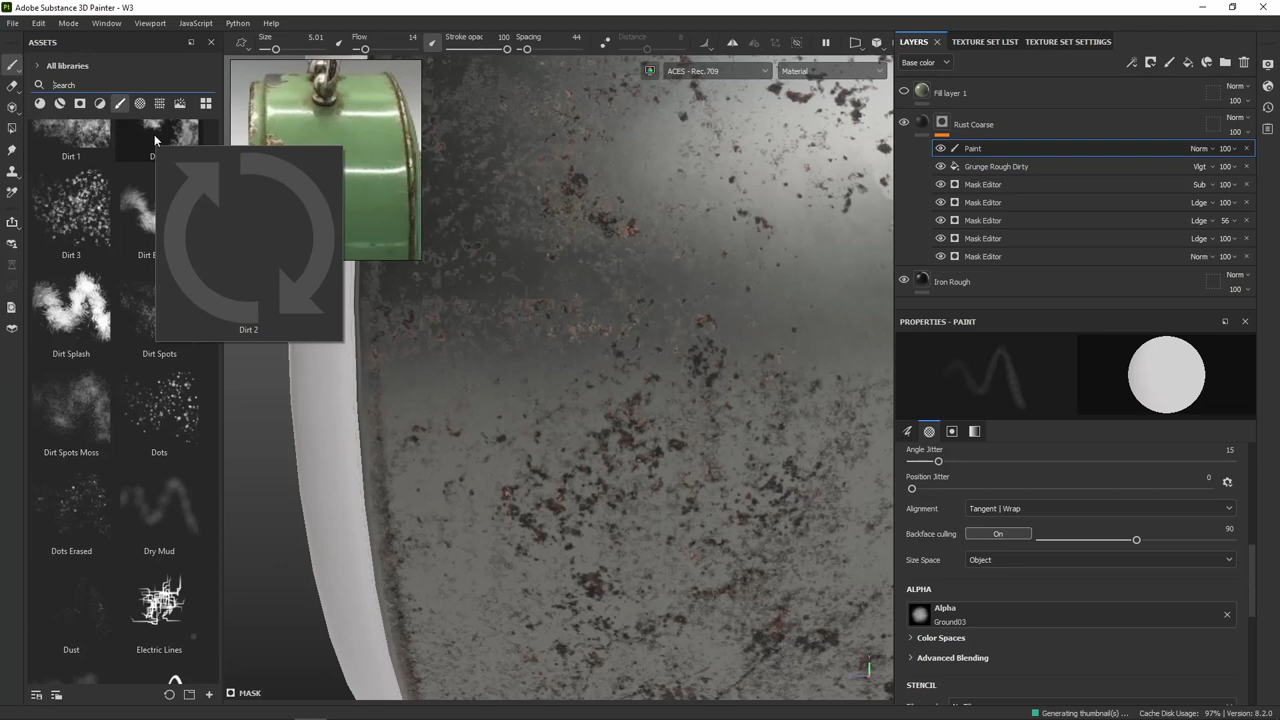 Adobe Substance 3D Painter - W3
File Edit Mode Window Viewport JavaScript Python Help
ASSETS
All libraries
Search
Dirt 1
Dirt 3
Dirt 2
Dirt Splash
Dirt Spots
Dirt Spots Moss
Dots
Dots Erased
Dry Mud
Dust
Electric Lines
Size 5.01
Flow 14
Stroke opac 100
Spacing 44
Distance 8
ACES - Rec.709
Material
MASK
LAYERS
TEXTURE SET LIST
TEXTURE SET SETTINGS
Base color
Fill layer 1 Norm 100
Rust Coarse Norm 100
Paint Norm 100
Grunge Rough Dirty Vlgt 100
Mask Editor Sub 100
Mask Editor Ldge 100
Mask Editor Ldge 56
Mask Editor Ldge 100
Mask Editor Norm 100
Iron Rough Norm 100
PROPERTIES - PAINT
Angle Jitter 15
Position Jitter 0
Alignment Tangent | Wrap
Backface culling On 90
Size Space Object
ALPHA
Alpha
Ground03
Color Spaces
Advanced Blending
STENCIL
Generating thumbnail(s) ... Cache Disk Usage: 97% | Version: 8.2.0